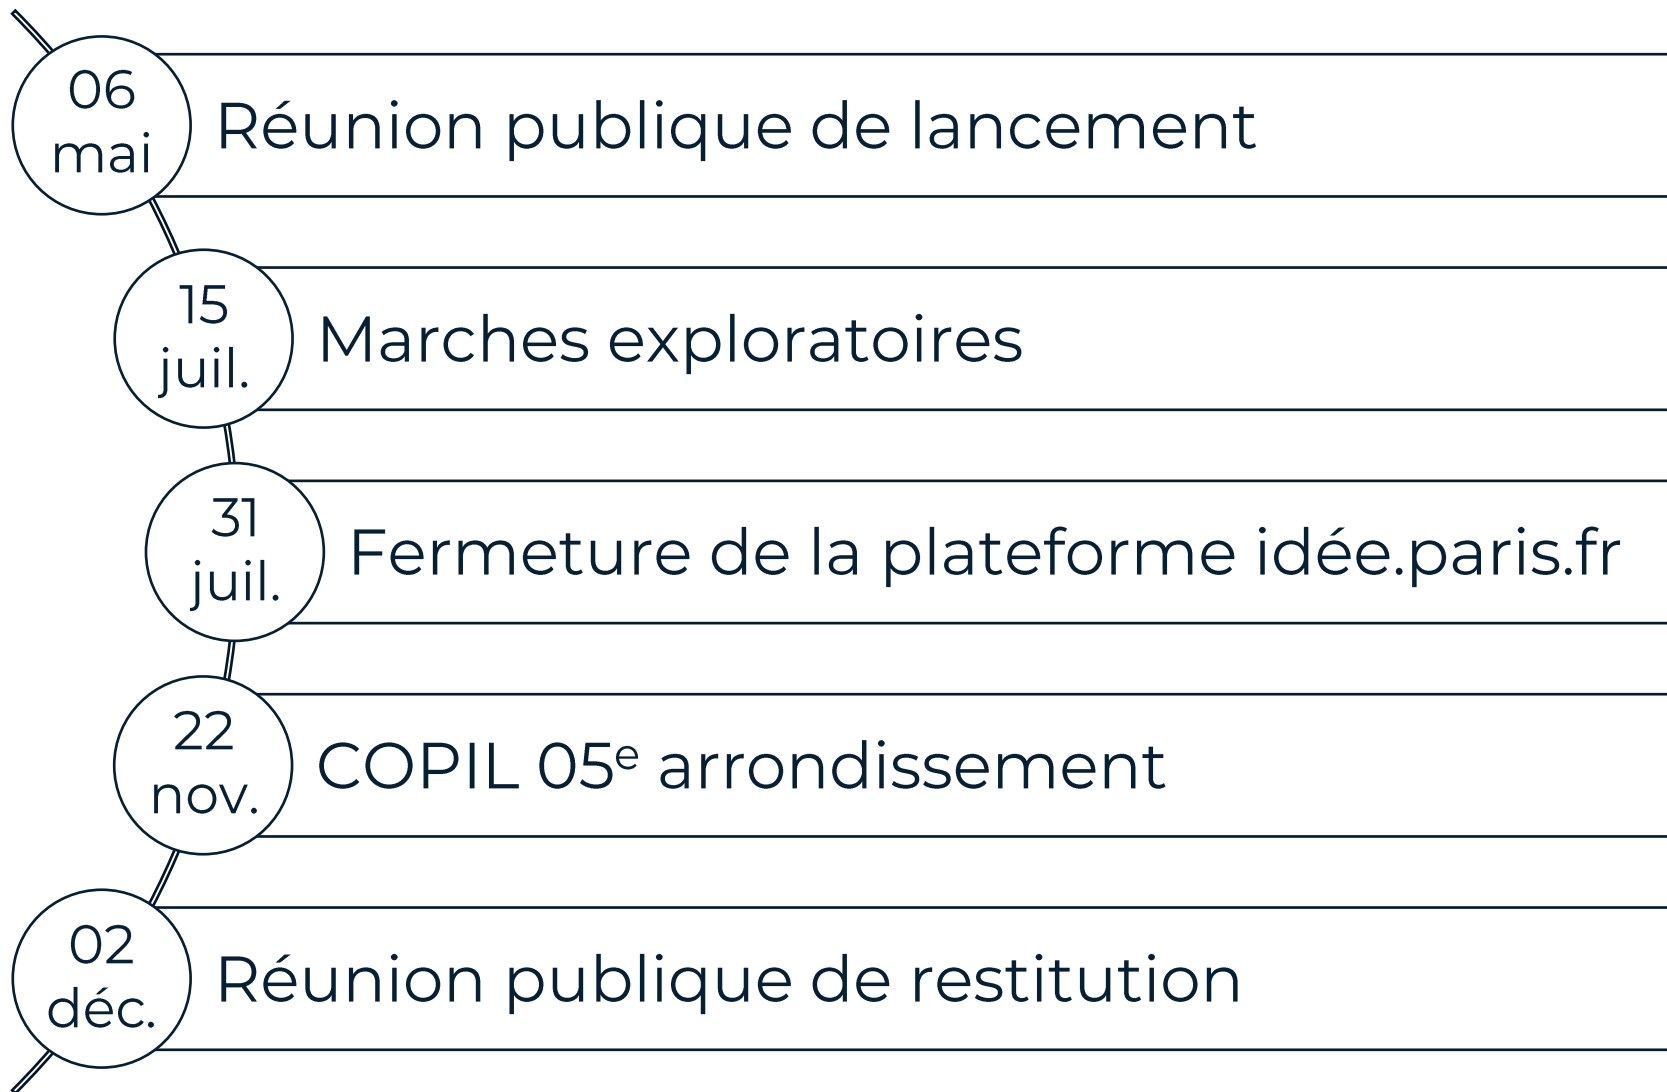 06
mai
Réunion publique de lancement
15
juil.
Marches exploratoires
31
juil.
Fermeture de la plateforme idée.paris.fr
22
nov.
COPIL 05e arrondissement
02
déc.
Réunion publique de restitution